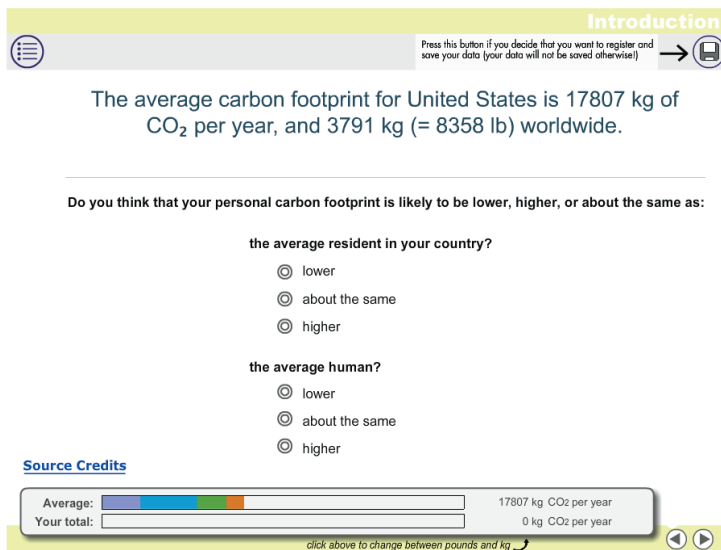 Introduction
Press this button if you decide that you want to register and
save your data (your data will not be saved otherwise!)
The average carbon footprint for United States is 17807 kg of
CO₂ per year, and 3791 kg (= 8358 lb) worldwide.
Do you think that your personal carbon footprint is likely to be lower, higher, or about the same as:
the average resident in your country?
lower
about the same
higher
the average human?
lower
about the same
higher
Source Credits
Average: 17807 kg CO2 per year
Your total: 0 kg CO2 per year
click above to change between pounds and kg